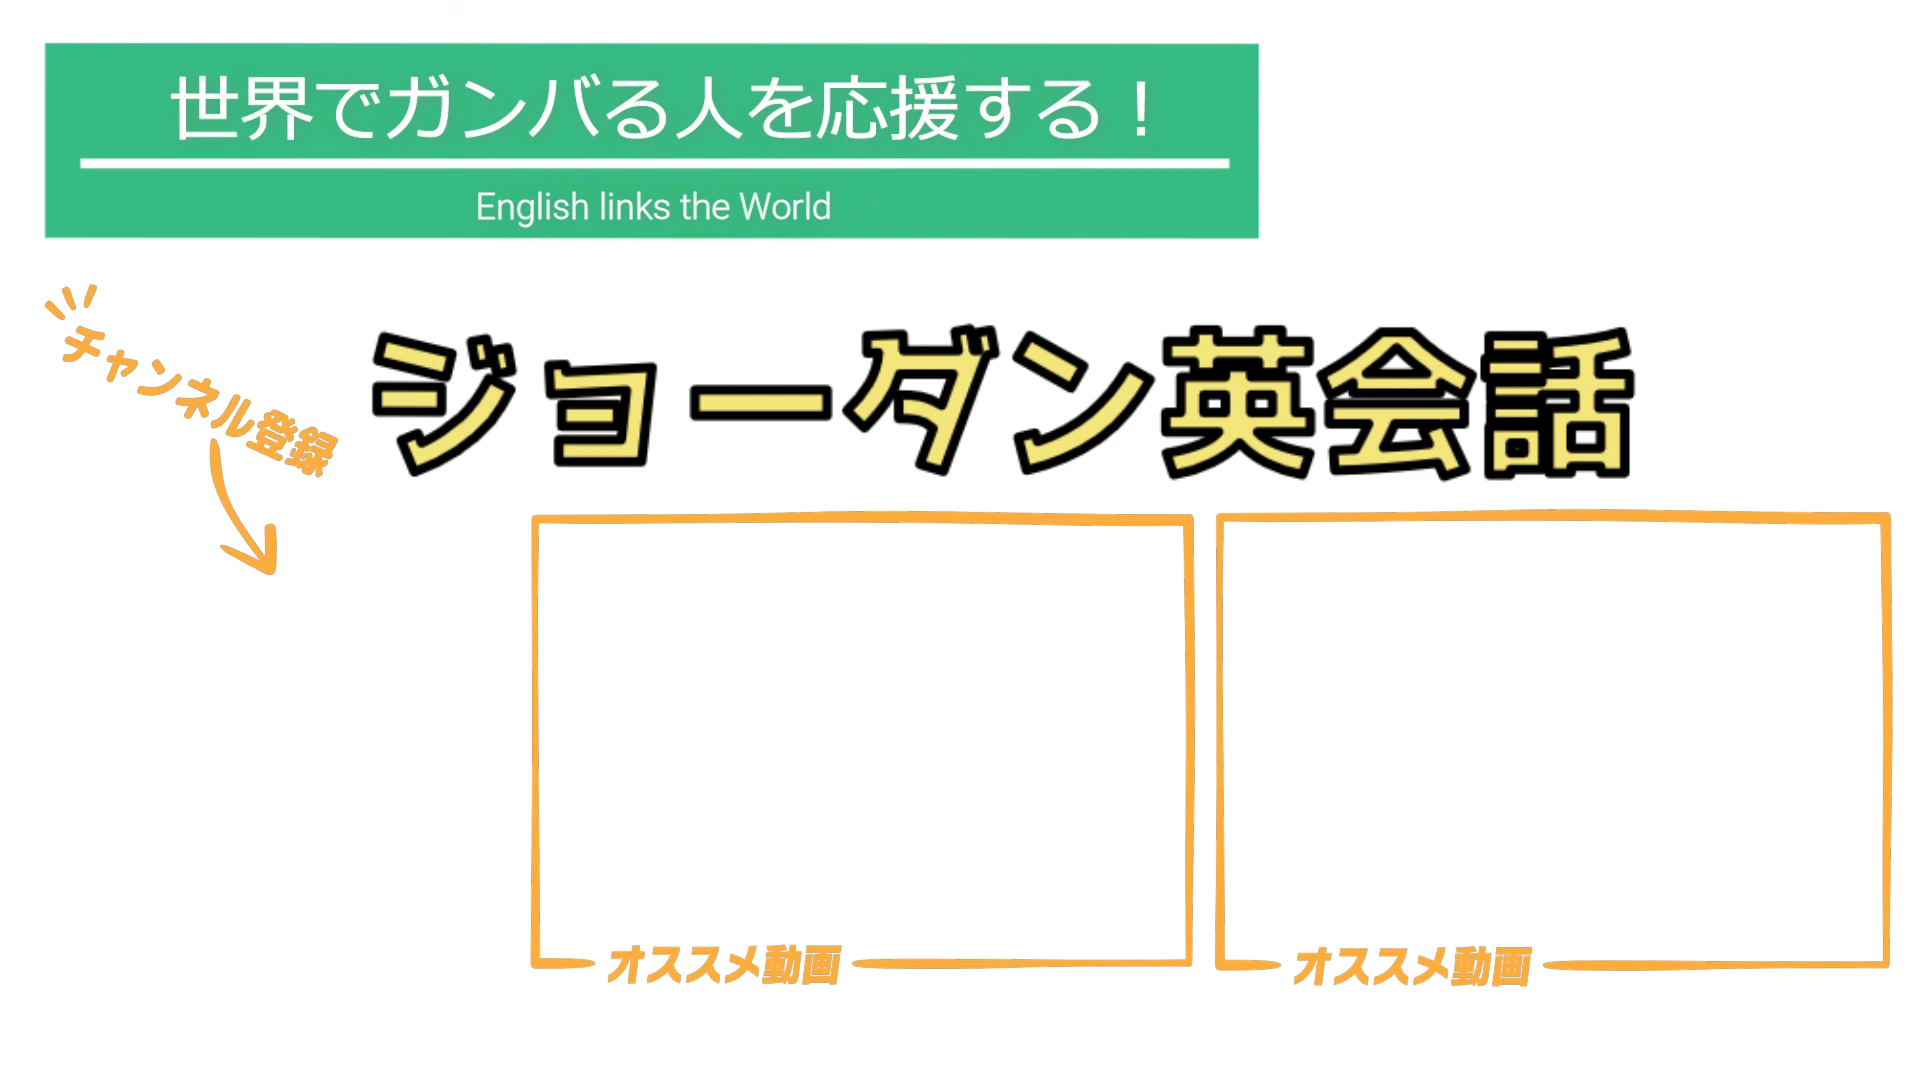 世界でガンバる人を応援する！
English links the World
チャンネル登録
ジョーダン英会話
オススメ動画
オススメ動画